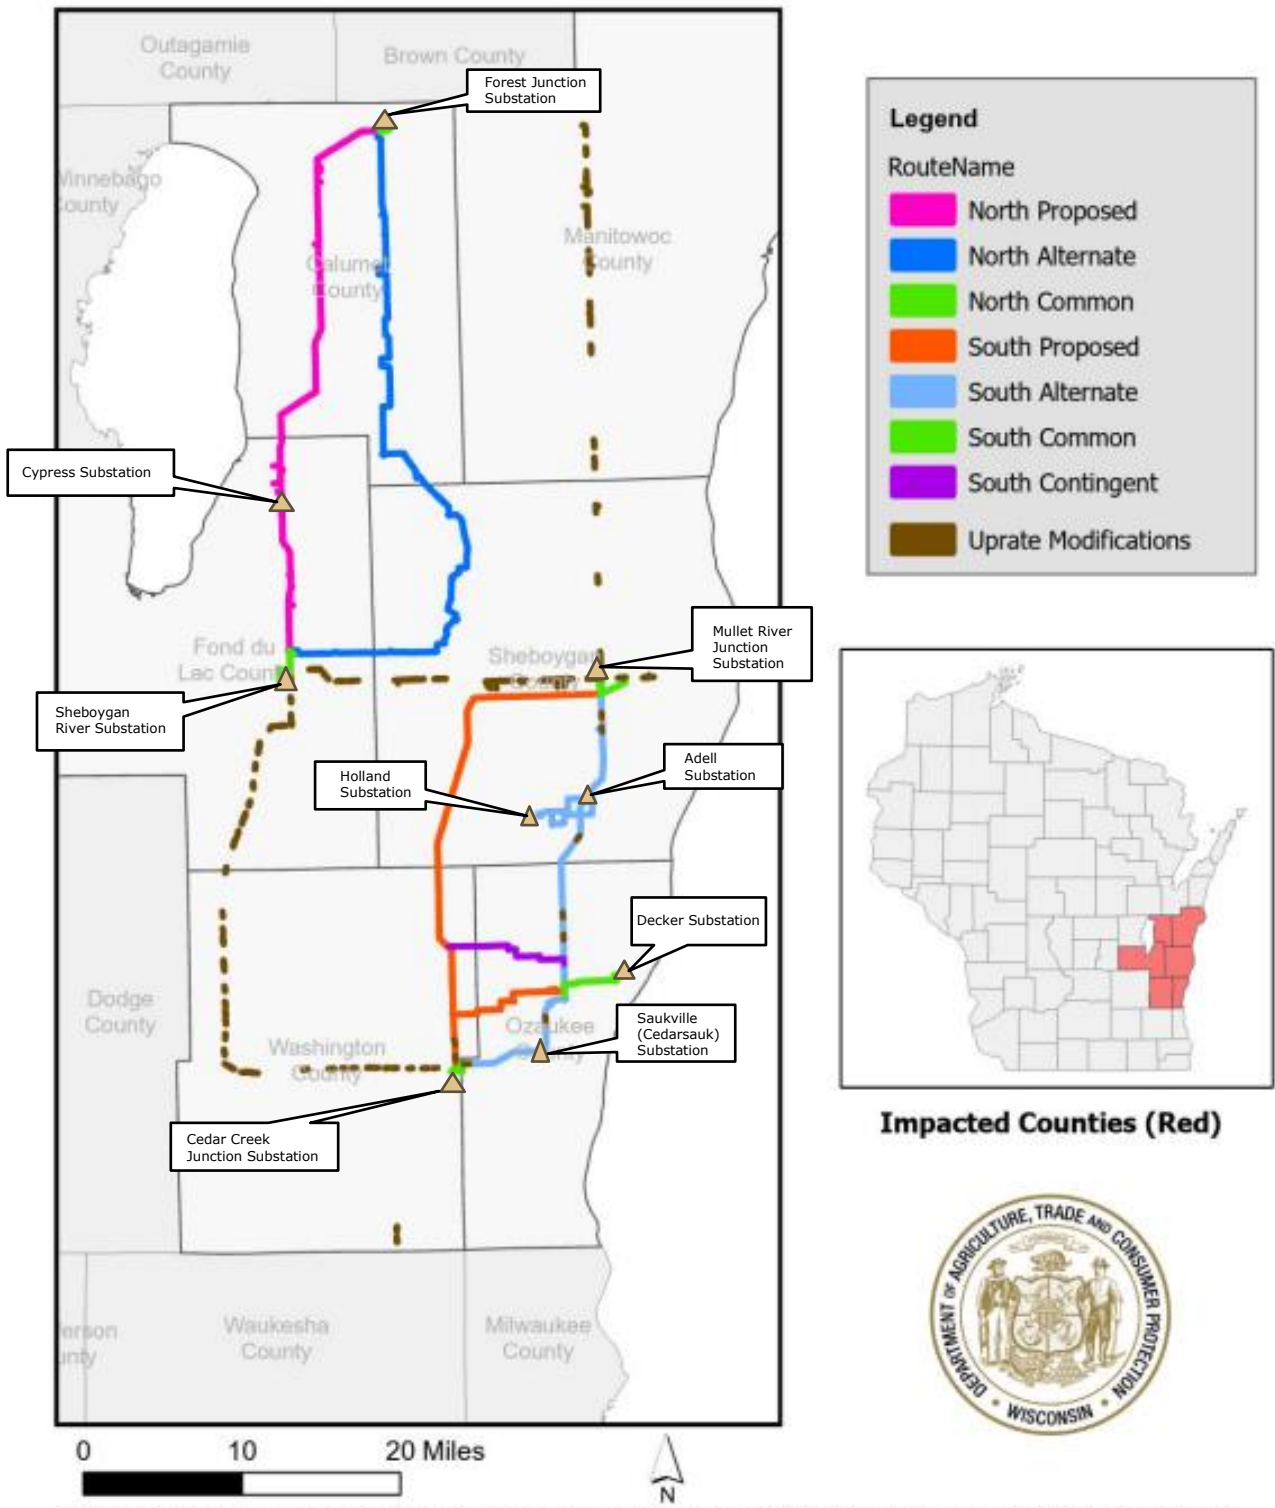 Outagamie
County
Brown County
Forest Junction
Substation
Winnebago
County
Manitowoc
County
Calumet
County
Cypress Substation
Mullet River
Junction
Substation
Fond du
Lac County
Sheboygan
County
Sheboygan
River Substation
Holland
Substation
Adell
Substation
Decker Substation
Dodge
County
Saukville
(Cedarsauk)
Substation
Ozaukee
County
Washington
County
Cedar Creek
Junction Substation
erson
unty
Waukesha
County
Milwaukee
County
0 10 20 Miles
N
Legend
RouteName
North Proposed
North Alternate
North Common
South Proposed
South Alternate
South Common
South Contingent
Uprate Modifications
Impacted Counties (Red)
DEPARTMENT OF AGRICULTURE, TRADE AND CONSUMER PROTECTION
WISCONSIN